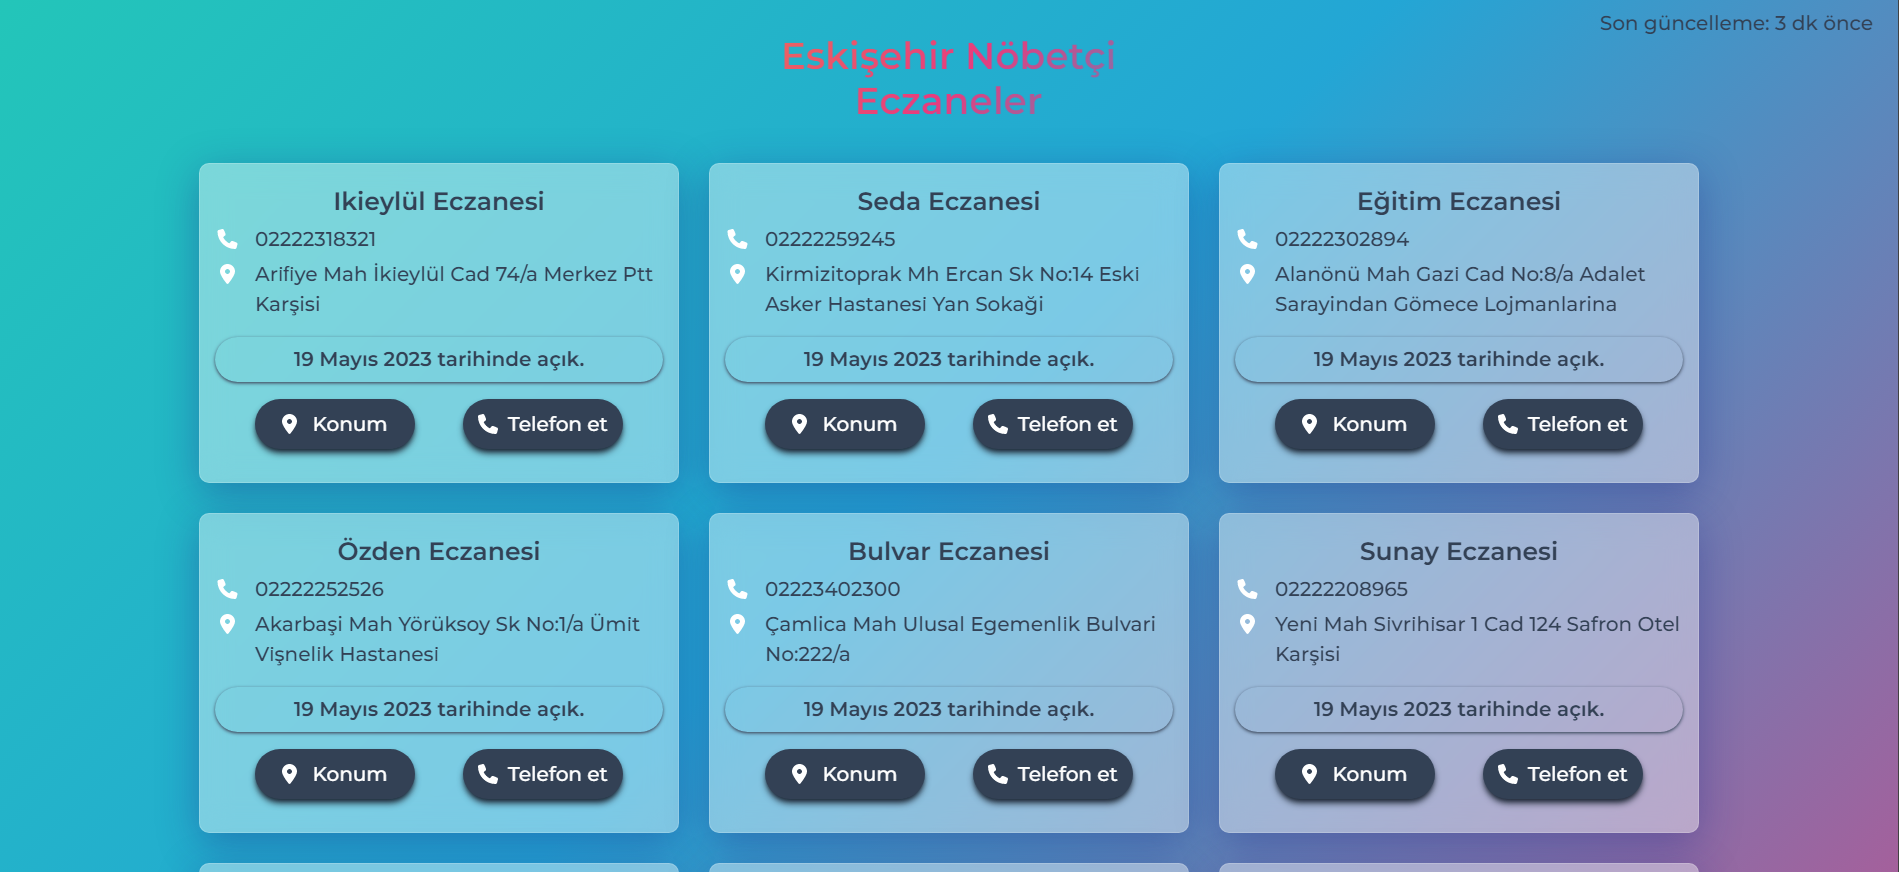 Son güncelleme: 3 dk önce
Eskişehir Nöbetçi
Eczaneler
Ikieylül Eczanesi
02222318321
Arifiye Mah İkieylül Cad 74/a Merkez Ptt
Karşisi
19 Mayıs 2023 tarihinde açık.
Konum
Telefon et
Seda Eczanesi
02222259245
Kirmizitoprak Mh Ercan Sk No:14 Eski
Asker Hastanesi Yan Sokaği
19 Mayıs 2023 tarihinde açık.
Konum
Telefon et
Eğitim Eczanesi
02222302894
Alanönü Mah Gazi Cad No:8/a Adalet
Sarayindan Gömece Lojmanlarina
19 Mayıs 2023 tarihinde açık.
Konum
Telefon et
Özden Eczanesi
02222252526
Akarbaşi Mah Yörüksoy Sk No:1/a Ümit
Vişnelik Hastanesi
19 Mayıs 2023 tarihinde açık.
Konum
Telefon et
Bulvar Eczanesi
02223402300
Çamlica Mah Ulusal Egemenlik Bulvari
No:222/a
19 Mayıs 2023 tarihinde açık.
Konum
Telefon et
Sunay Eczanesi
02222208965
Yeni Mah Sivrihisar 1 Cad 124 Safron Otel
Karşisi
19 Mayıs 2023 tarihinde açık.
Konum
Telefon et